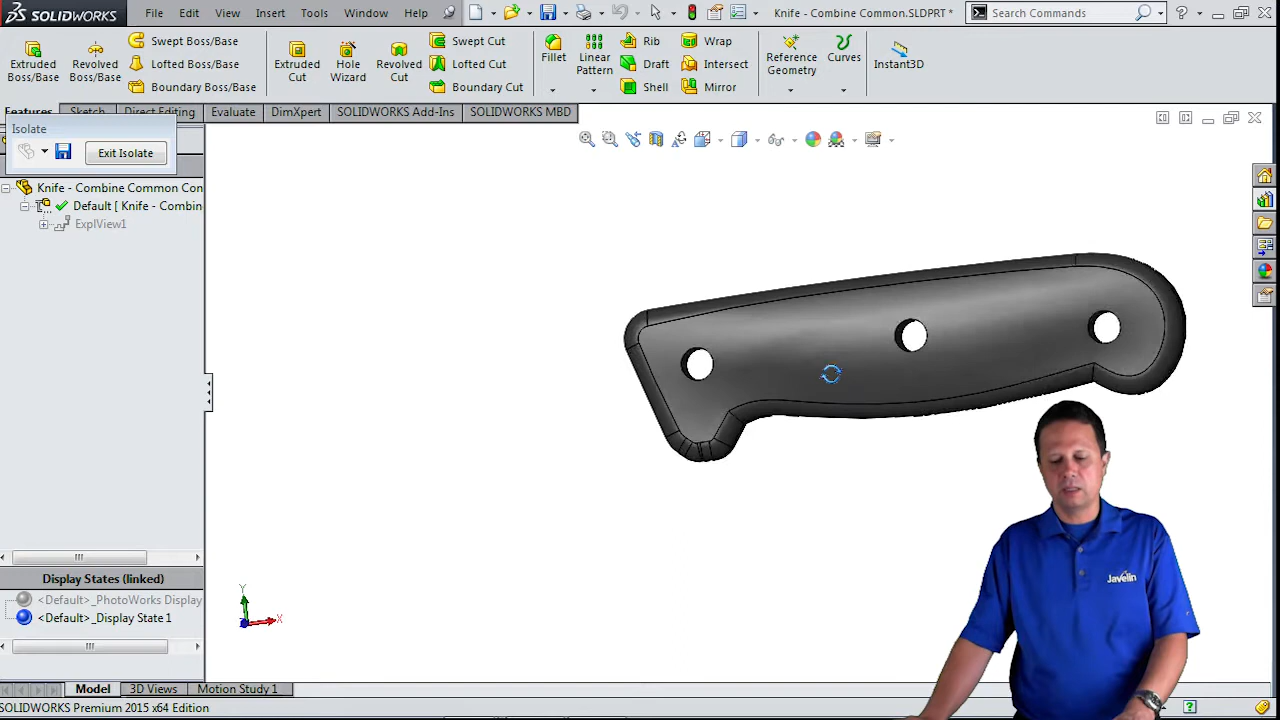 SOLIDWORKS
File Edit View Insert Tools Window Help
Knife - Combine Common.SLDPRT *
Search Commands
Extruded Boss/Base
Revolved Boss/Base
Swept Boss/Base
Lofted Boss/Base
Boundary Boss/Base
Extruded Cut
Hole Wizard
Revolved Cut
Swept Cut
Lofted Cut
Boundary Cut
Fillet
Linear Pattern
Rib
Draft
Shell
Wrap
Intersect
Mirror
Reference Geometry
Curves
Instant3D
Features Sketch Direct Editing Evaluate DimXpert SOLIDWORKS Add-Ins SOLIDWORKS MBD
Isolate
Exit Isolate
Knife - Combine Common Con
Default [ Knife - Combin
ExplView1
Javelin
Display States (linked)
<Default>_PhotoWorks Display
<Default>_Display State 1
Y
X
Model 3D Views Motion Study 1
SOLIDWORKS Premium 2015 x64 Edition